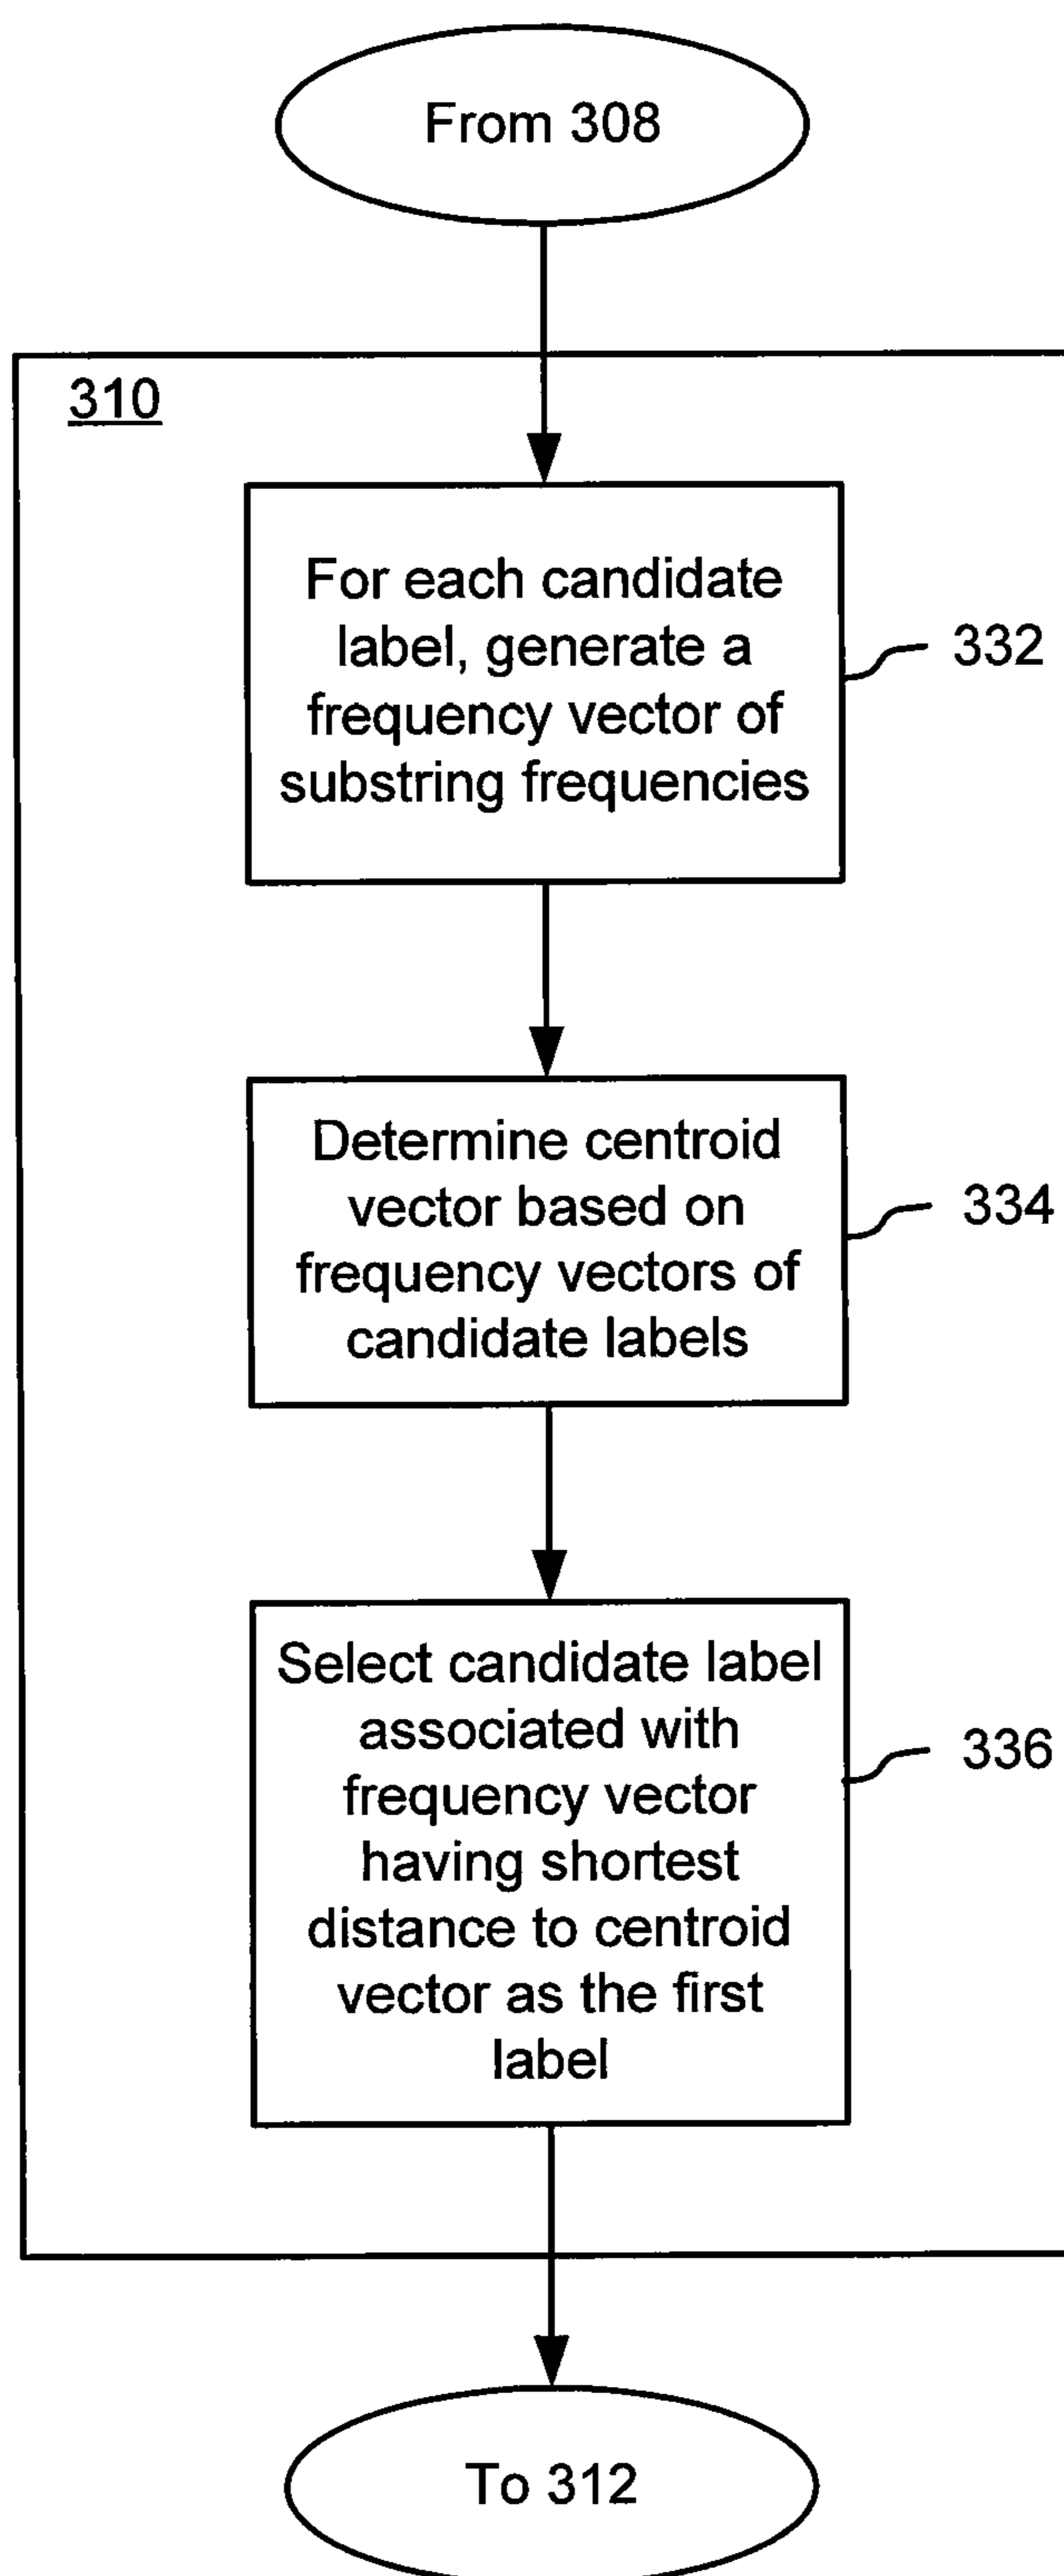 From 308
310
For each candidate
label, generate a
frequency vector of
substring frequencies
332
Determine centroid
vector based on
frequency vectors of
candidate labels
334
Select candidate label
associated with
frequency vector
having shortest
distance to centroid
vector as the first
label
336
To 312